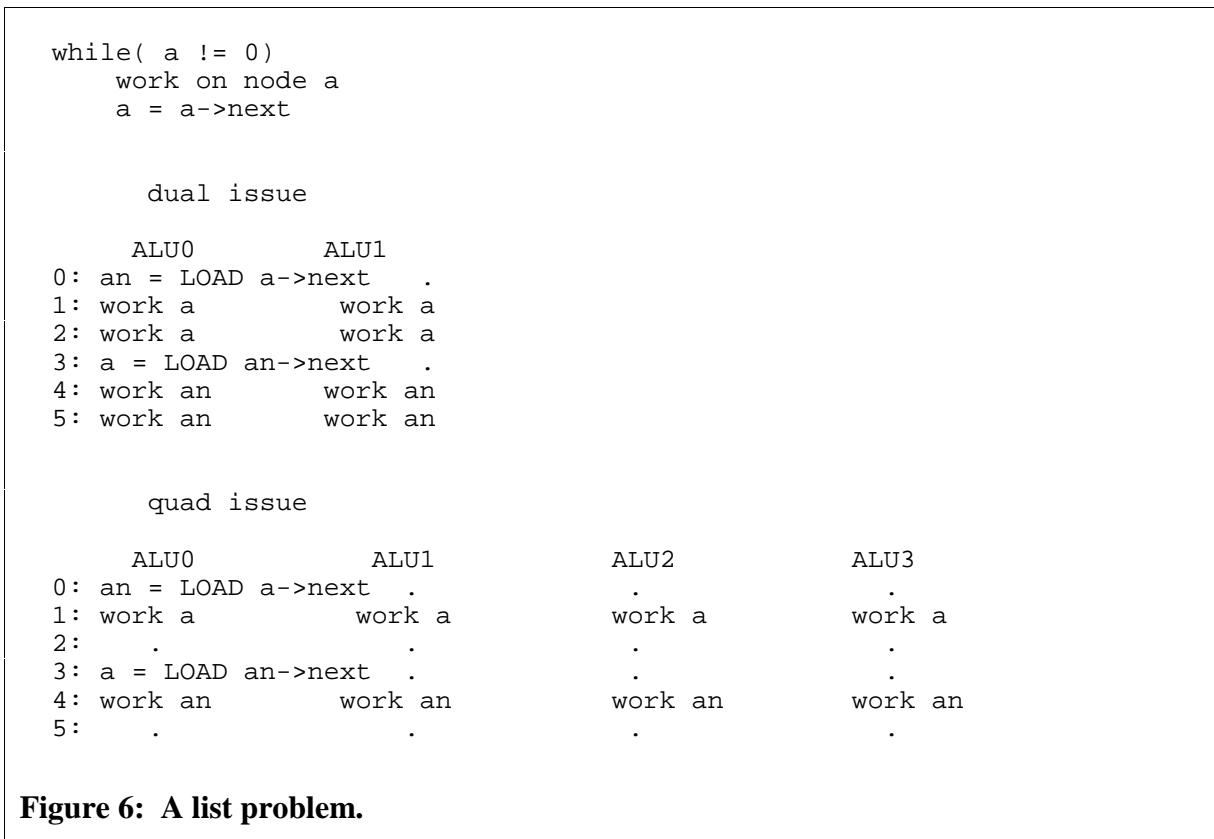 while( a != 0)
    work on node a
    a = a->next
dual issue
ALU0 ALU1
0: an = LOAD a->next .
1: work a work a
2: work a work a
3: a = LOAD an->next .
4: work an work an
5: work an work an
quad issue
ALU0 ALU1 ALU2 ALU3
0: an = LOAD a->next . . .
1: work a work a work a work a
2: . . . .
3: a = LOAD an->next . . .
4: work an work an work an work an
5: . . . .
Figure 6: A list problem.